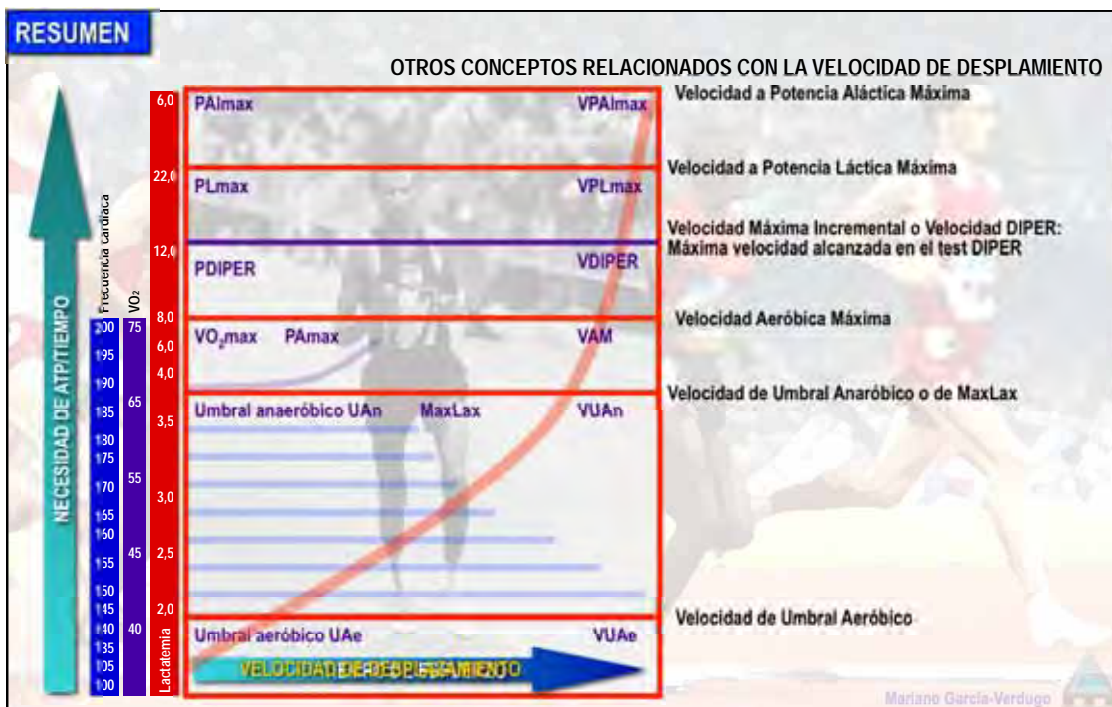 RESUMEN
OTROS CONCEPTOS RELACIONADOS CON LA VELOCIDAD DE DESPLAMIENTO
NECESIDAD DE ATP/TIEMPO
Frecuencia cardíaca
200
195
190
185
180
175
170
165
160
155
150
145
140
135
105
100
VO₂
75
65
55
45
40
6,0
22,0
12,0
8,0
6,0
4,0
3,5
3,0
2,5
2,0
Lactatemia
PAlmax VPAlmax
PLmax VPLmax
PDIPER VDIPER
VO₂max PAmax VAM
Umbral anaeróbico UAn MaxLax VUAn
Umbral aeróbico UAe VUAe
VELOCIDAD DE DESPLAMIENTO
Velocidad a Potencia Aláctica Máxima
Velocidad a Potencia Láctica Máxima
Velocidad Máxima Incremental o Velocidad DIPER:
Máxima velocidad alcanzada en el test DIPER
Velocidad Aeróbica Máxima
Velocidad de Umbral Anaróbico o de MaxLax
Velocidad de Umbral Aeróbico
Mariano García-Verdugo